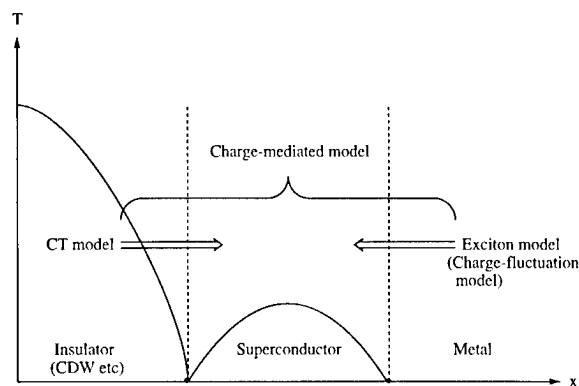 T
Charge-mediated model
CT model
Exciton model
(Charge-fluctuation
model)
Insulator
(CDW etc)
Superconductor
Metal
x